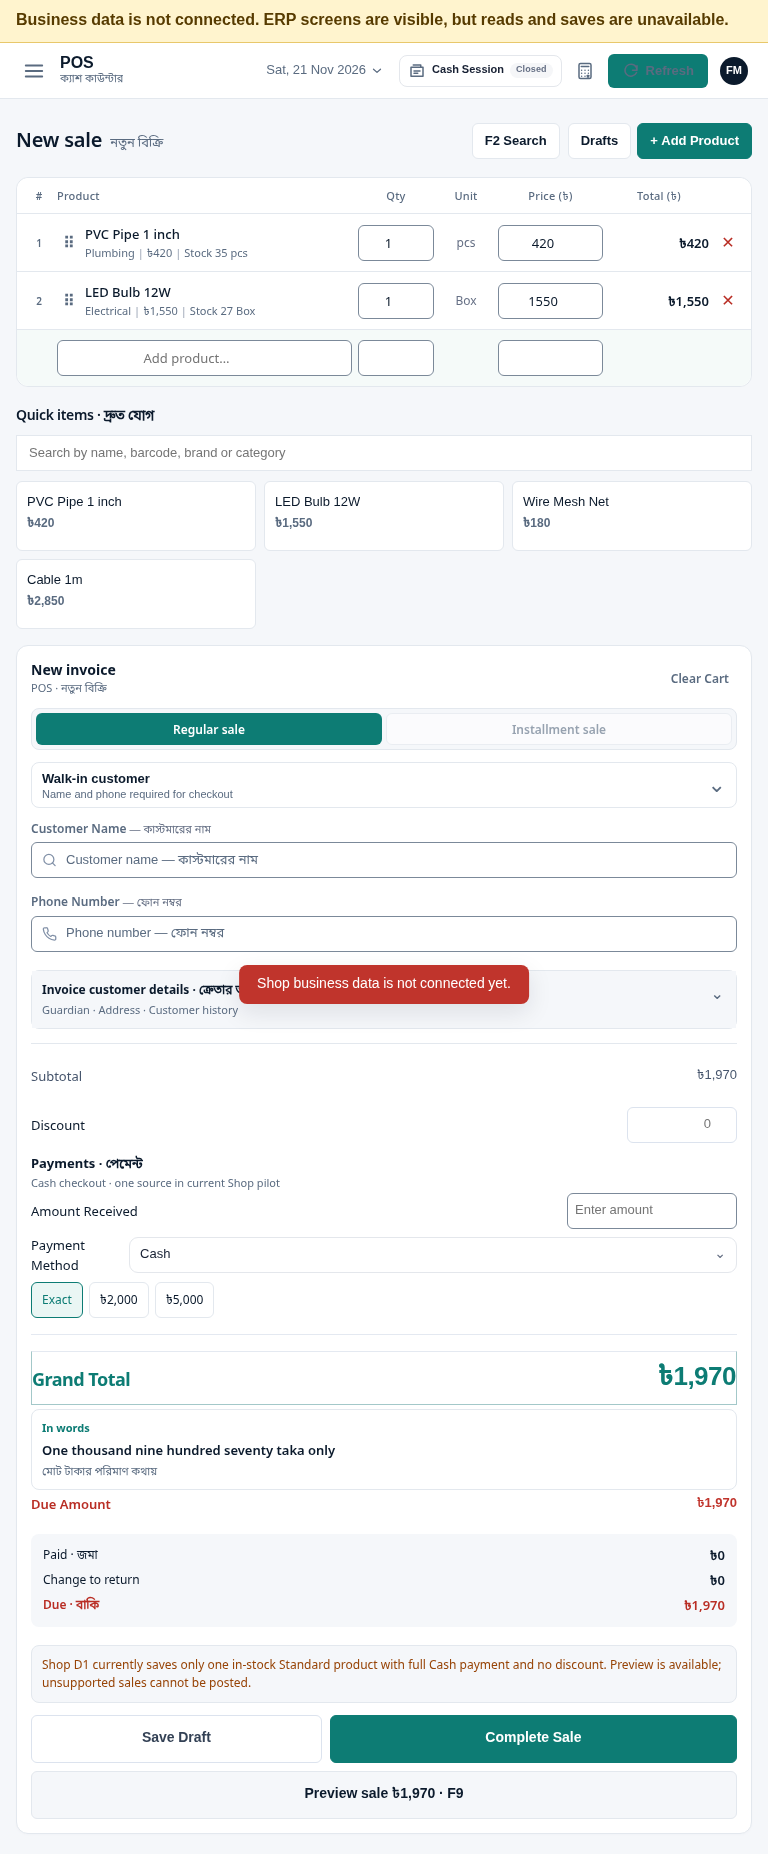 Business data is not connected. ERP screens are visible, but reads and saves are unavailable.
POS
ক্যাশ কাউন্টার
Sat, 21 Nov 2026
Cash Session Closed
Refresh
FM
New sale নতুন বিক্রি
F2 Search
Drafts
+ Add Product
# Product Qty Unit Price (৳) Total (৳)
1 PVC Pipe 1 inch 1 pcs 420 ৳420
Plumbing | ৳420 | Stock 35 pcs
2 LED Bulb 12W 1 Box 1550 ৳1,550
Electrical | ৳1,550 | Stock 27 Box
Add product...
Quick items · দ্রুত যোগ
Search by name, barcode, brand or category
PVC Pipe 1 inch
৳420
LED Bulb 12W
৳1,550
Wire Mesh Net
৳180
Cable 1m
৳2,850
New invoice
POS · নতুন বিক্রি
Clear Cart
Regular sale
Installment sale
Walk-in customer
Name and phone required for checkout
Customer Name — কাস্টমারের নাম
Customer name — কাস্টমারের নাম
Phone Number — ফোন নম্বর
Phone number — ফোন নম্বর
Invoice customer details · ক্রেতার
Shop business data is not connected yet.
Guardian · Address · Customer history
Subtotal ৳1,970
Discount 0
Payments · পেমেন্ট
Cash checkout · one source in current Shop pilot
Amount Received Enter amount
Payment Method Cash
Exact ৳2,000 ৳5,000
Grand Total ৳1,970
In words
One thousand nine hundred seventy taka only
মোট টাকার পরিমাণ কথায়
Due Amount ৳1,970
Paid · জমা ৳0
Change to return ৳0
Due · বাকি ৳1,970
Shop D1 currently saves only one in-stock Standard product with full Cash payment and no discount. Preview is available;
unsupported sales cannot be posted.
Save Draft
Complete Sale
Preview sale ৳1,970 · F9